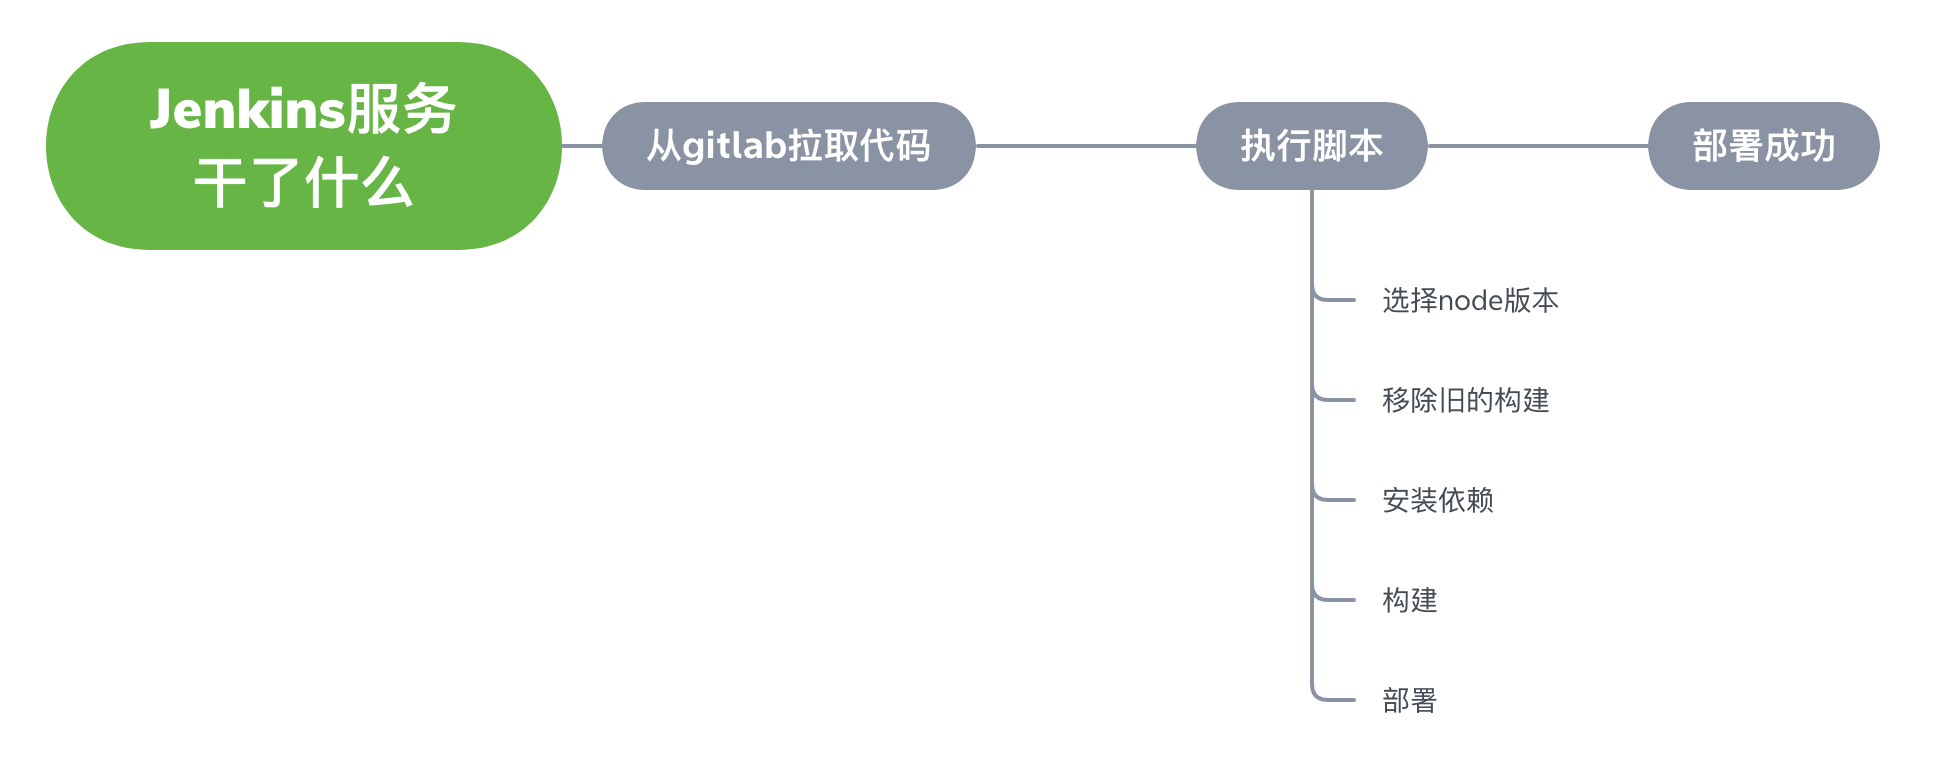 Jenkins服务
干了什么
从gitlab拉取代码
执行脚本
部署成功
选择node版本
移除旧的构建
安装依赖
构建
部署